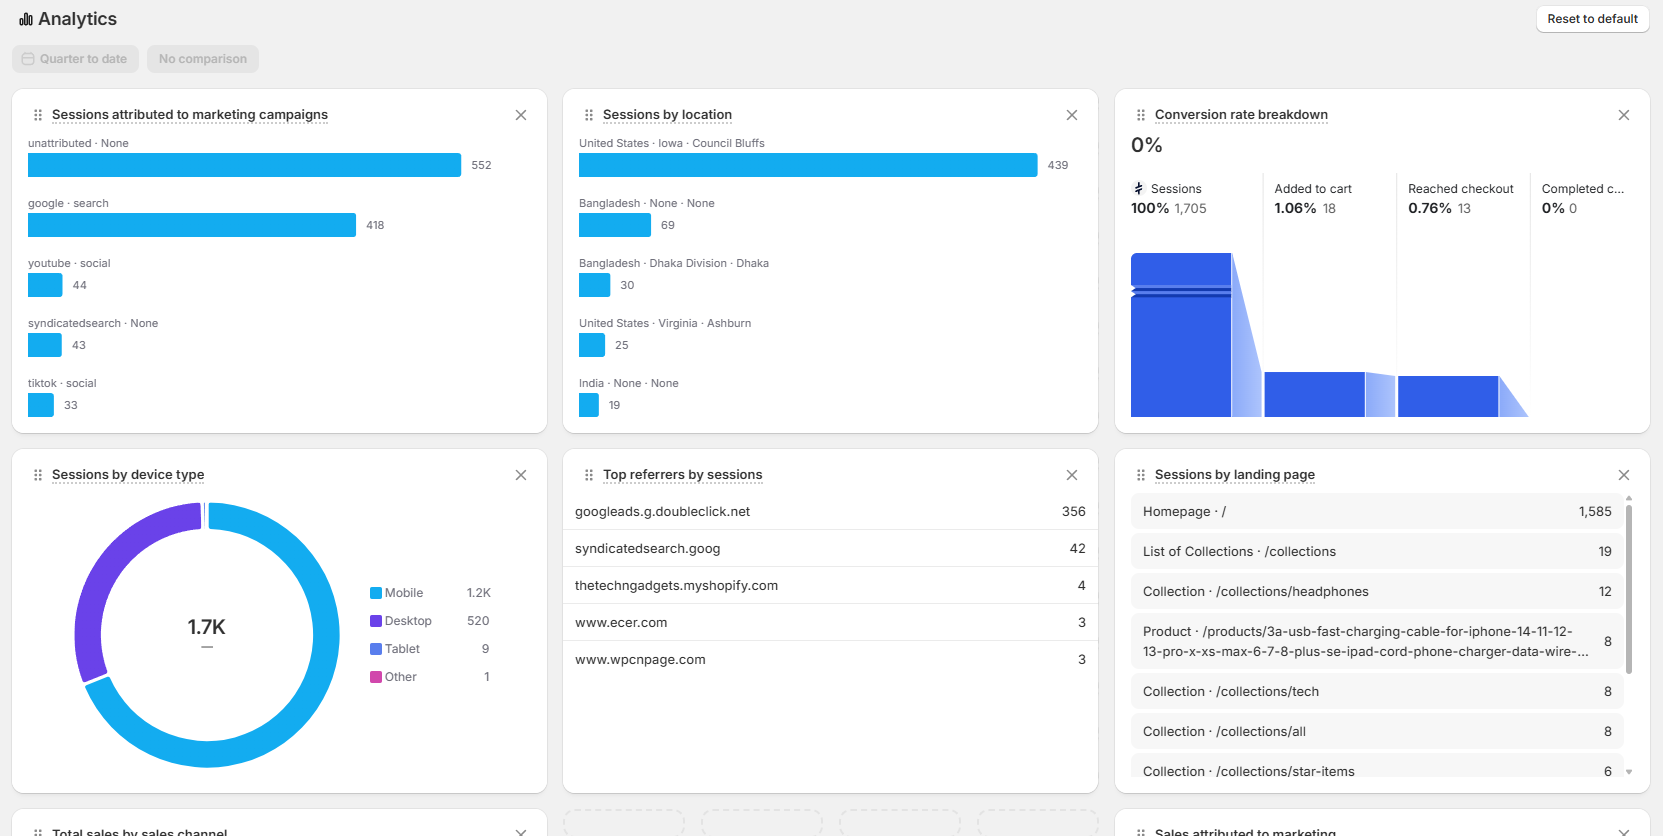 Analytics
Reset to default
Quarter to date
No comparison
Sessions attributed to marketing campaigns
unattributed · None
552
google · search
418
youtube · social
44
syndicatedsearch · None
43
tiktok · social
33
Sessions by location
United States · Iowa · Council Bluffs
439
Bangladesh · None · None
69
Bangladesh · Dhaka Division · Dhaka
30
United States · Virginia · Ashburn
25
India · None · None
19
Conversion rate breakdown
0%
Sessions
100% 1,705
Added to cart
1.06% 18
Reached checkout
0.76% 13
Completed c...
0% 0
Sessions by device type
1.7K
Mobile 1.2K
Desktop 520
Tablet 9
Other 1
Top referrers by sessions
googleads.g.doubleclick.net 356
syndicatedsearch.goog 42
thetechngadgets.myshopify.com 4
www.ecer.com 3
www.wpcnpage.com 3
Sessions by landing page
Homepage · / 1,585
List of Collections · /collections 19
Collection · /collections/headphones 12
Product · /products/3a-usb-fast-charging-cable-for-iphone-14-11-12-
13-pro-x-xs-max-6-7-8-plus-se-ipad-cord-phone-charger-data-wire-... 8
Collection · /collections/tech 8
Collection · /collections/all 8
Collection · /collections/star-items 6
Total sales by sales channel
Sales attributed to marketing